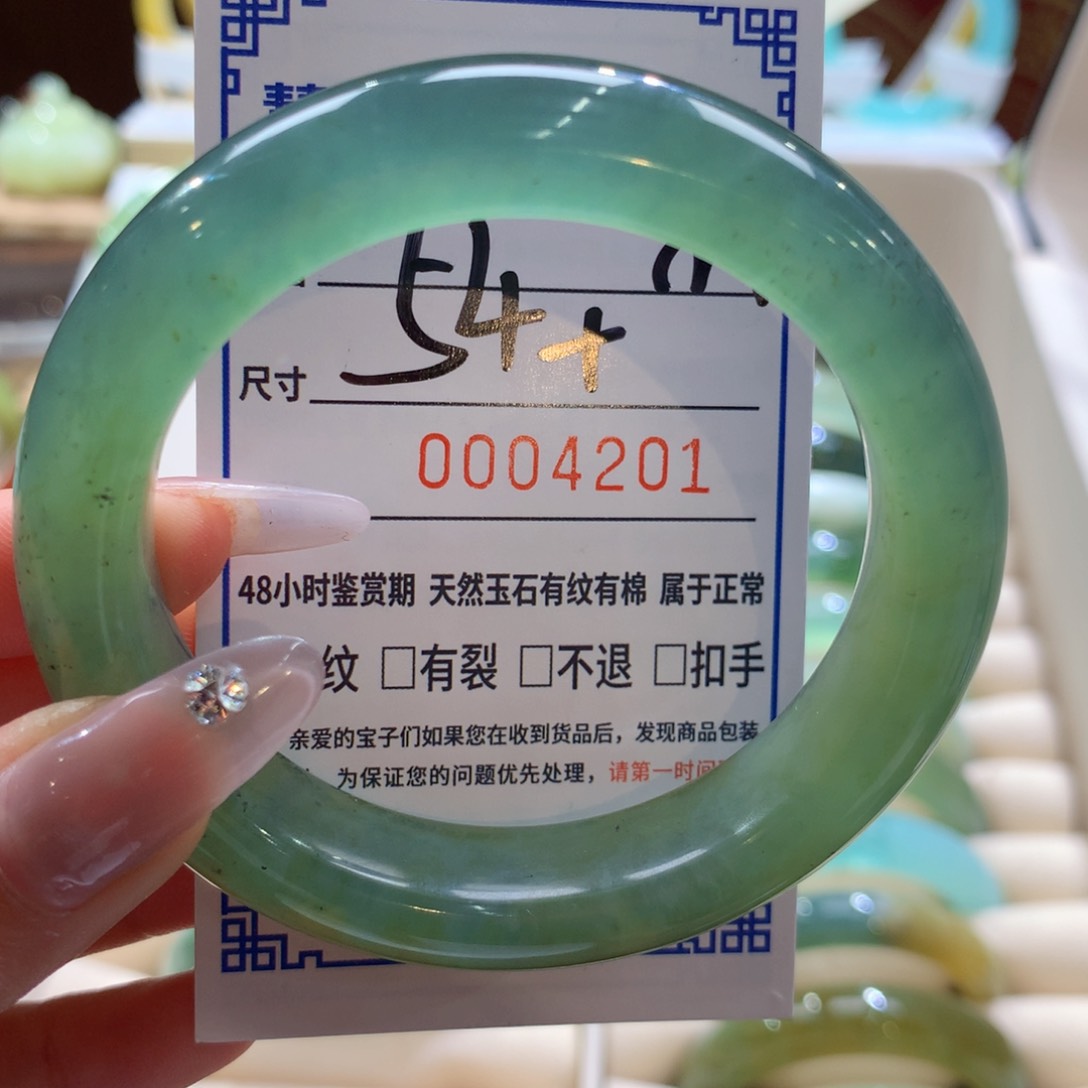 54+
尺寸
0004201
48小时鉴赏期 天然玉石有纹有棉 属于正常
纹 □有裂 □不退 □扣手
亲爱的宝子们如果您在收到货品后，发现商品包装
为保证您的问题优先处理，请第一时间